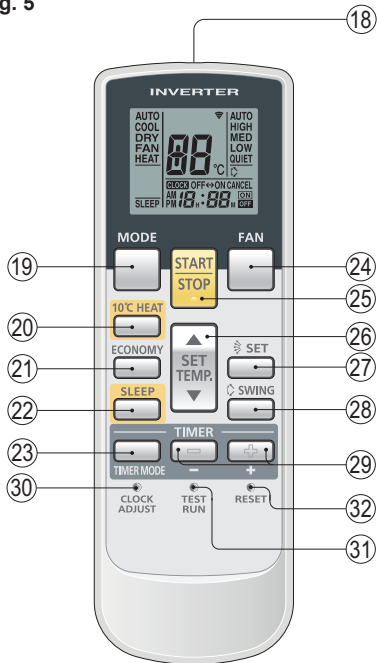 g. 5
18
INVERTER
AUTO
COOL
DRY
FAN
HEAT
SLEEP
88 °C
AUTO
HIGH
MED
LOW
QUIET
CLOCK OFF↔ON CANCEL
AM
PM 18 H : 88 M
ON
OFF
MODE
START
STOP
FAN
19
24
25
10°C HEAT
20
ECONOMY
21
SLEEP
22
SET
TEMP.
26
SET
27
SWING
28
TIMER
23
TIMER MODE
–
+
29
30
CLOCK
ADJUST
TEST
RUN
RESET
31
32